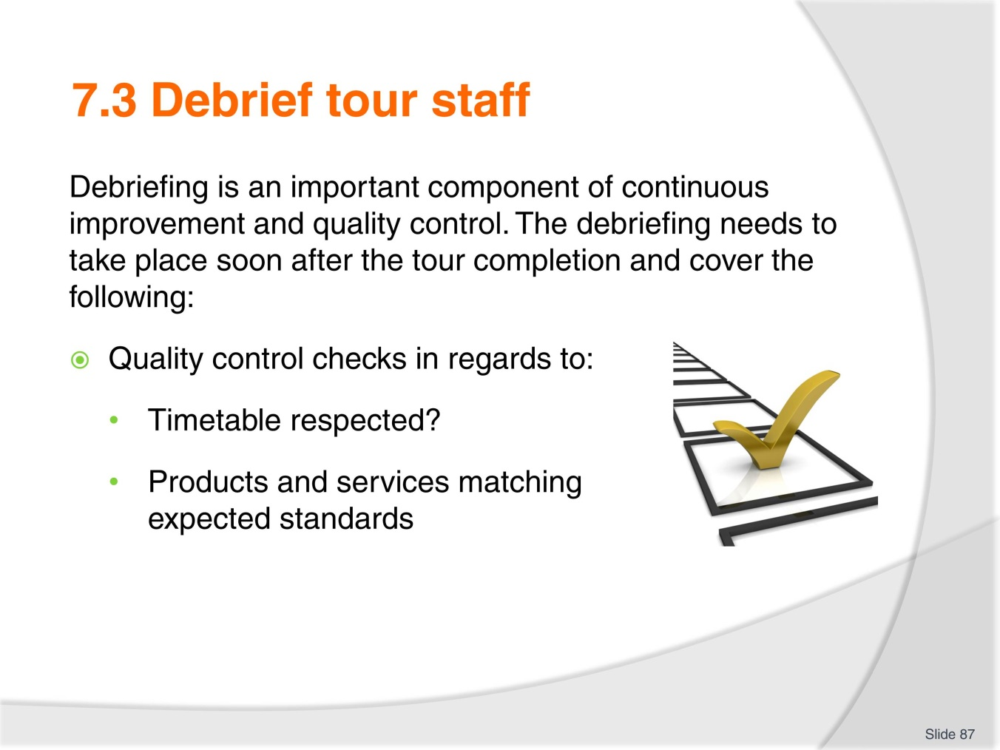 7.3 Debrief tour staff
Debriefing is an important component of continuous
improvement and quality control. The debriefing needs to
take place soon after the tour completion and cover the
following:
Quality control checks in regards to:
• Timetable respected?
• Products and services matching
expected standards
Slide 87